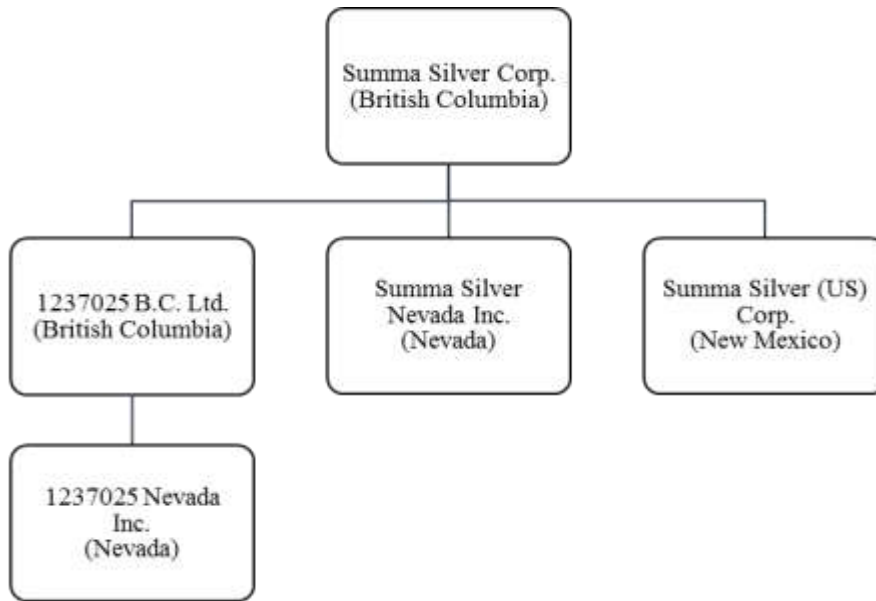 Summa Silver Corp.
(British Columbia)
1237025 B.C. Ltd.
(British Columbia)
Summa Silver
Nevada Inc.
(Nevada)
Summa Silver (US)
Corp.
(New Mexico)
1237025 Nevada
Inc.
(Nevada)